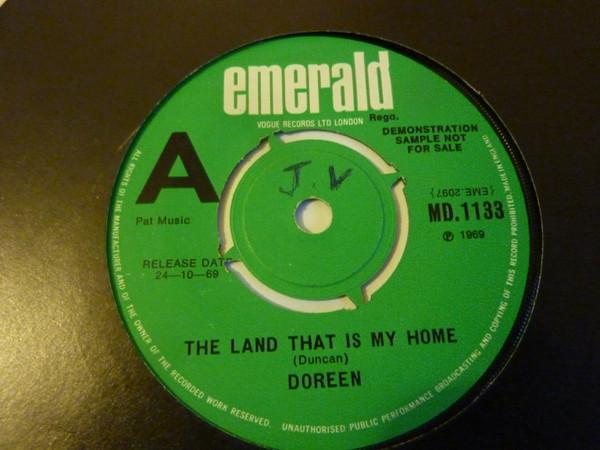 emerald
VOGUE RECORDS LTD LONDON
Regd.
DEMONSTRATION
SAMPLE NOT
FOR SALE
A
J.V
{EME.2097}
MD.1133
Pat Music
℗ 1969
RELEASE DATE
24-10-69
THE LAND THAT IS MY HOME
(Duncan)
DOREEN
ALL RIGHTS OF THE MANUFACTURER AND OF THE OWNER OF THE RECORDED WORK RESERVED. UNAUTHORISED PUBLIC PERFORMANCE BROADCASTING AND COPYING OF THIS RECORD PROHIBITED. MADE IN ENGLAND